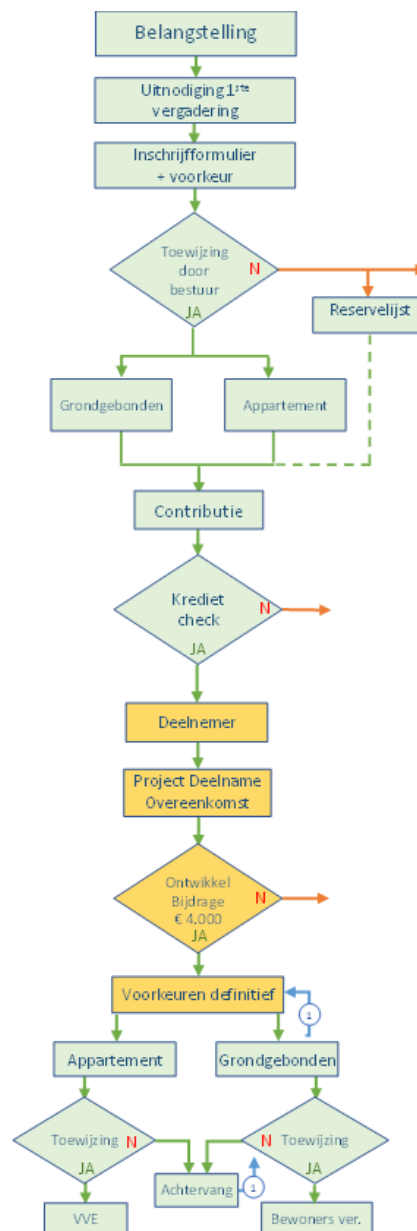 Belangstelling
Uitnodiging 1ste
vergadering
Inschrijfformulier
+ voorkeur
Toewijzing
door
bestuur
N
JA
Reservelijst
Grondgebonden
Appartement
Contributie
Krediet
check
N
JA
Deelnemer
Project Deelname
Overeenkomst
Ontwikkel
Bijdrage
€ 4.000
N
JA
Voorkeuren definitief
1
Appartement
Grondgebonden
Toewijzing
N
JA
N
Toewijzing
JA
Achtervang
1
VVE
Bewoners ver.